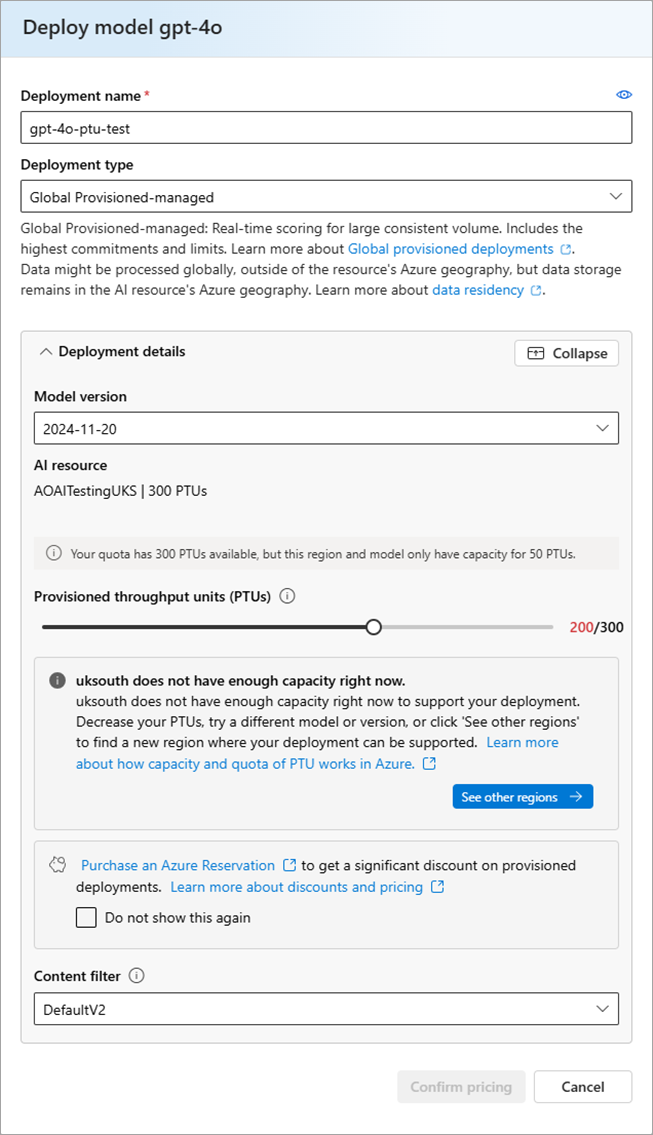 Deploy model gpt-4o
Deployment name *
gpt-4o-ptu-test
Deployment type
Global Provisioned-managed
Global Provisioned-managed: Real-time scoring for large consistent volume. Includes the
highest commitments and limits. Learn more about Global provisioned deployments.
Data might be processed globally, outside of the resource's Azure geography, but data storage
remains in the AI resource's Azure geography. Learn more about data residency.
Deployment details
Collapse
Model version
2024-11-20
AI resource
AOAITestingUKS | 300 PTUs
Your quota has 300 PTUs available, but this region and model only have capacity for 50 PTUs.
Provisioned throughput units (PTUs)
200/300
uksouth does not have enough capacity right now.
uksouth does not have enough capacity right now to support your deployment.
Decrease your PTUs, try a different model or version, or click 'See other regions'
to find a new region where your deployment can be supported. Learn more
about how capacity and quota of PTU works in Azure.
See other regions
Purchase an Azure Reservation to get a significant discount on provisioned
deployments. Learn more about discounts and pricing
Do not show this again
Content filter
DefaultV2
Confirm pricing
Cancel